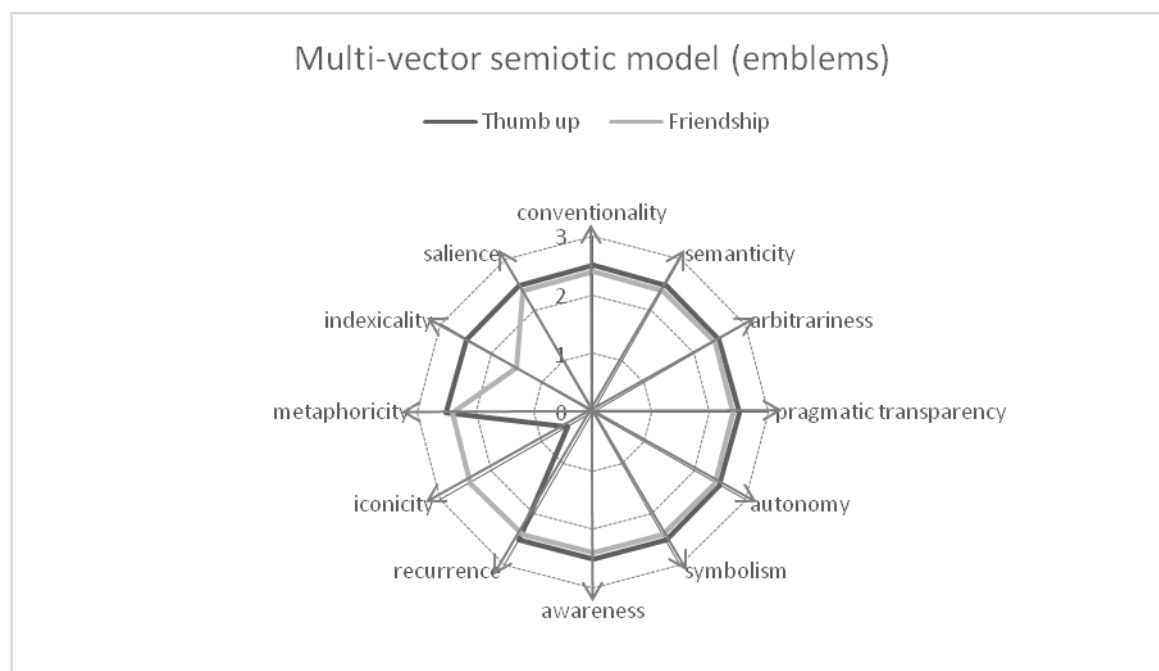 Multi-vector semiotic model (emblems)
Thumb up Friendship
conventionality
3
salience semanticity
2
indexicality arbitrariness
1
metaphoricity 0 pragmatic transparency
iconicity autonomy
recurrence symbolism
awareness